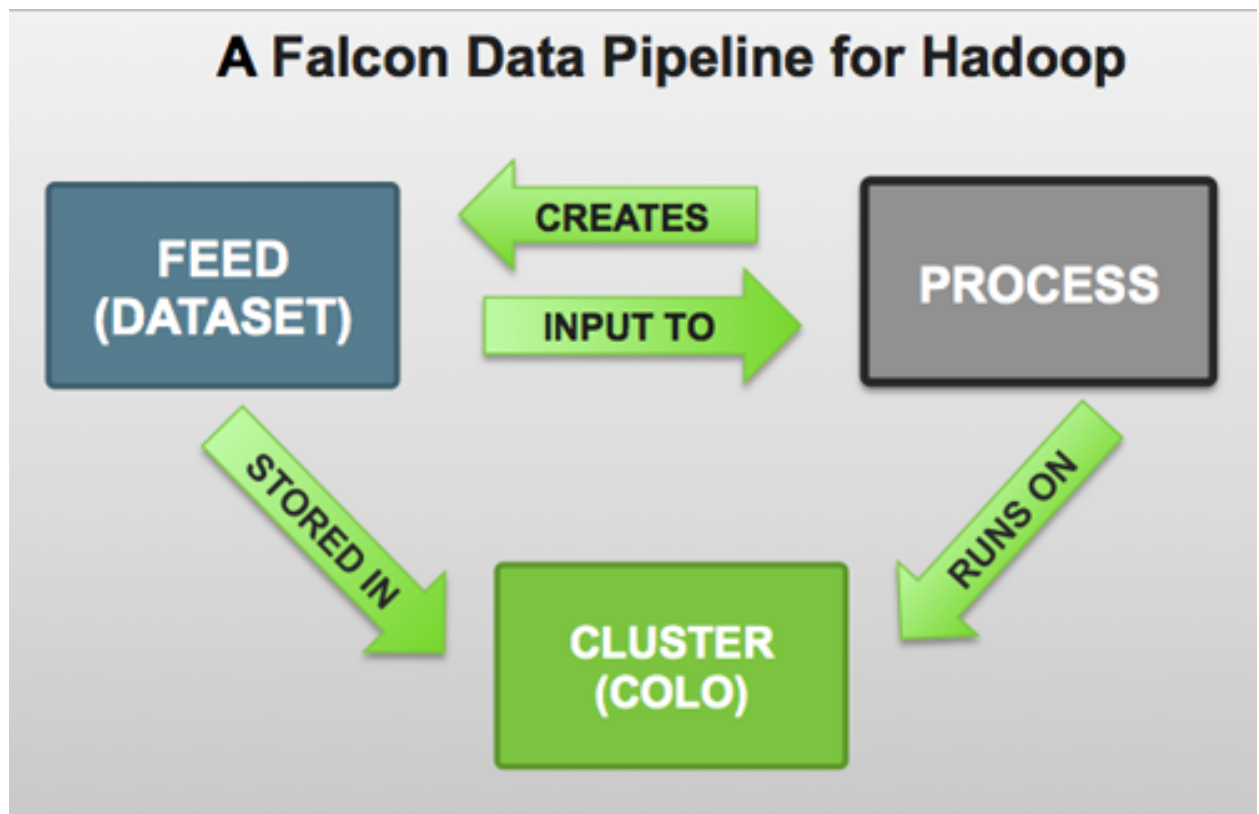 A Falcon Data Pipeline for Hadoop
FEED
(DATASET)
CREATES
INPUT TO
PROCESS
STORED IN
RUNS ON
CLUSTER
(COLO)